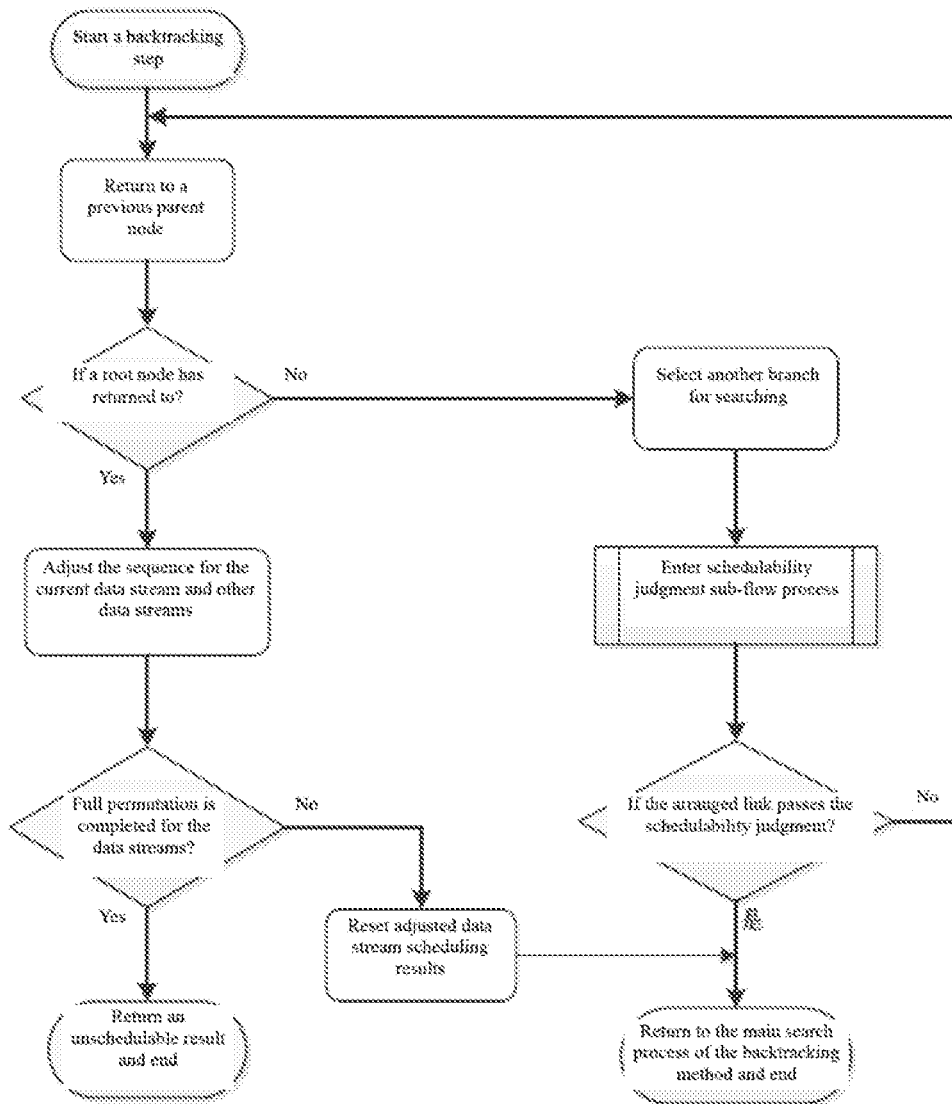 Start a backtracking
step
Return to a
previous parent
node
If a root node has
returned to?
No
Select another branch
for searching
Yes
Adjust the sequence for the
current data stream and other
data streams
Enter schedulability
judgment sub-flow process
Full permutation is
completed for the
data streams?
No
If the arranged link passes the
schedulability judgment?
No
Yes
是
Reset adjusted data
stream scheduling
results
Return an
unschedulable result
and end
Return to the main search
process of the backtracking
method and end